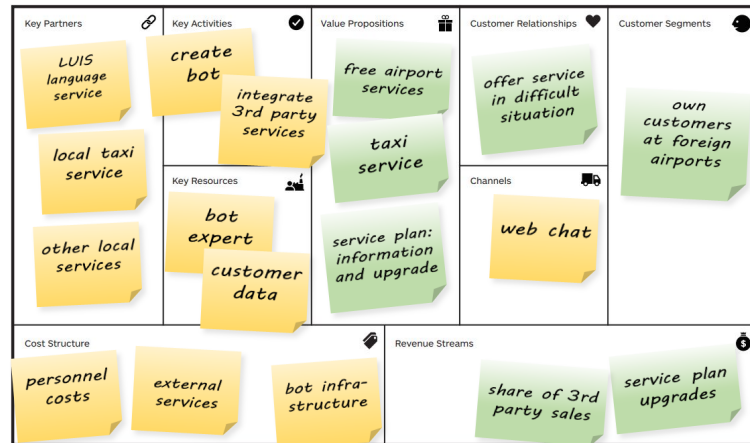 Key Partners
LUIS
language
service
local taxi
service
other local
services
Key Activities
create
bot
integrate
3rd party
services
Key Resources
bot
expert
customer
data
Value Propositions
free airport
services
taxi
service
service plan:
information
and upgrade
Customer Relationships
offer service
in difficult
situation
Channels
web chat
Customer Segments
own
customers
at foreign
airports
Cost Structure
personnel
costs
external
services
bot infra-
structure
Revenue Streams
share of 3rd
party sales
service plan
upgrades
$